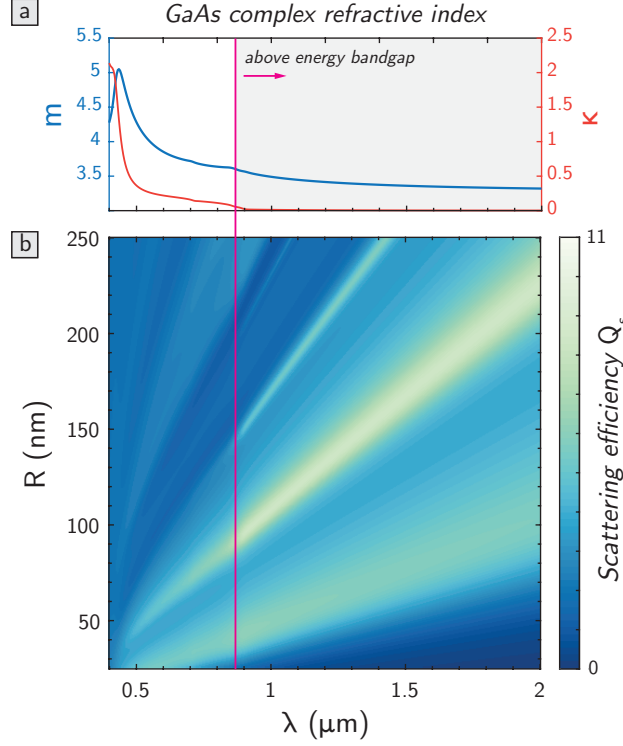 a
GaAs complex refractive index
above energy bandgap
5.5
5
4.5
4
3.5
m
2.5
2
1.5
1
0.5
0
κ
b
250
200
150
100
50
R (nm)
0.5
1
1.5
2
λ (μm)
11
0
Scattering efficiency Qs